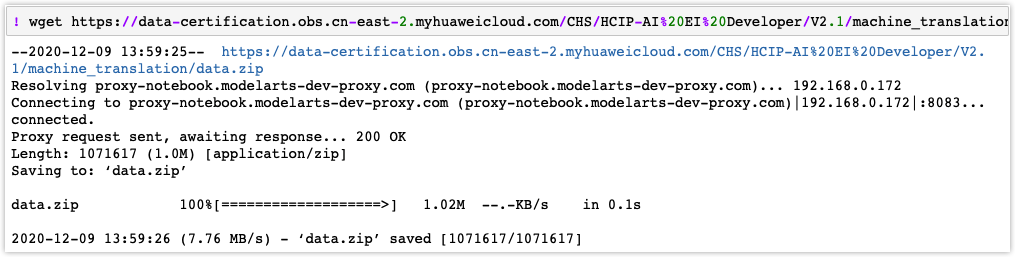 ! wget https://data-certification.obs.cn-east-2.myhuaweicloud.com/CHS/HCIP-AI%20EI%20Developer/V2.1/machine_translation
--2020-12-09 13:59:25--  https://data-certification.obs.cn-east-2.myhuaweicloud.com/CHS/HCIP-AI%20EI%20Developer/V2.
1/machine_translation/data.zip
Resolving proxy-notebook.modelarts-dev-proxy.com (proxy-notebook.modelarts-dev-proxy.com)... 192.168.0.172
Connecting to proxy-notebook.modelarts-dev-proxy.com (proxy-notebook.modelarts-dev-proxy.com)|192.168.0.172|:8083...
connected.
Proxy request sent, awaiting response... 200 OK
Length: 1071617 (1.0M) [application/zip]
Saving to: ‘data.zip’
data.zip            100%[===================>]   1.02M  --.-KB/s    in 0.1s
2020-12-09 13:59:26 (7.76 MB/s) - ‘data.zip’ saved [1071617/1071617]